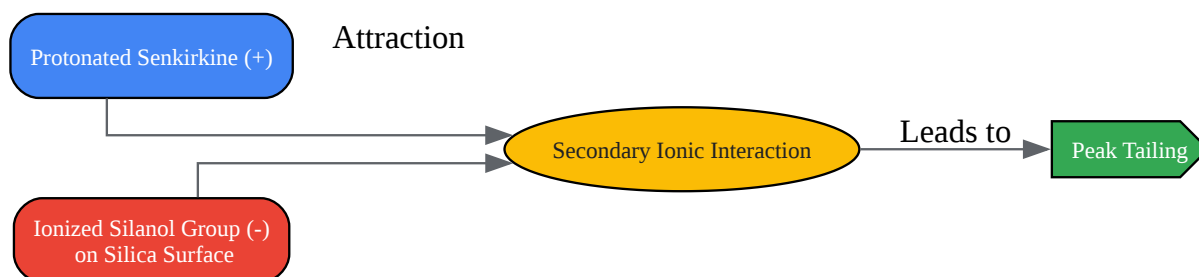 Protonated Senkirkine (+)
Attraction
Secondary Ionic Interaction
Leads to
Peak Tailing
Ionized Silanol Group (-)
on Silica Surface